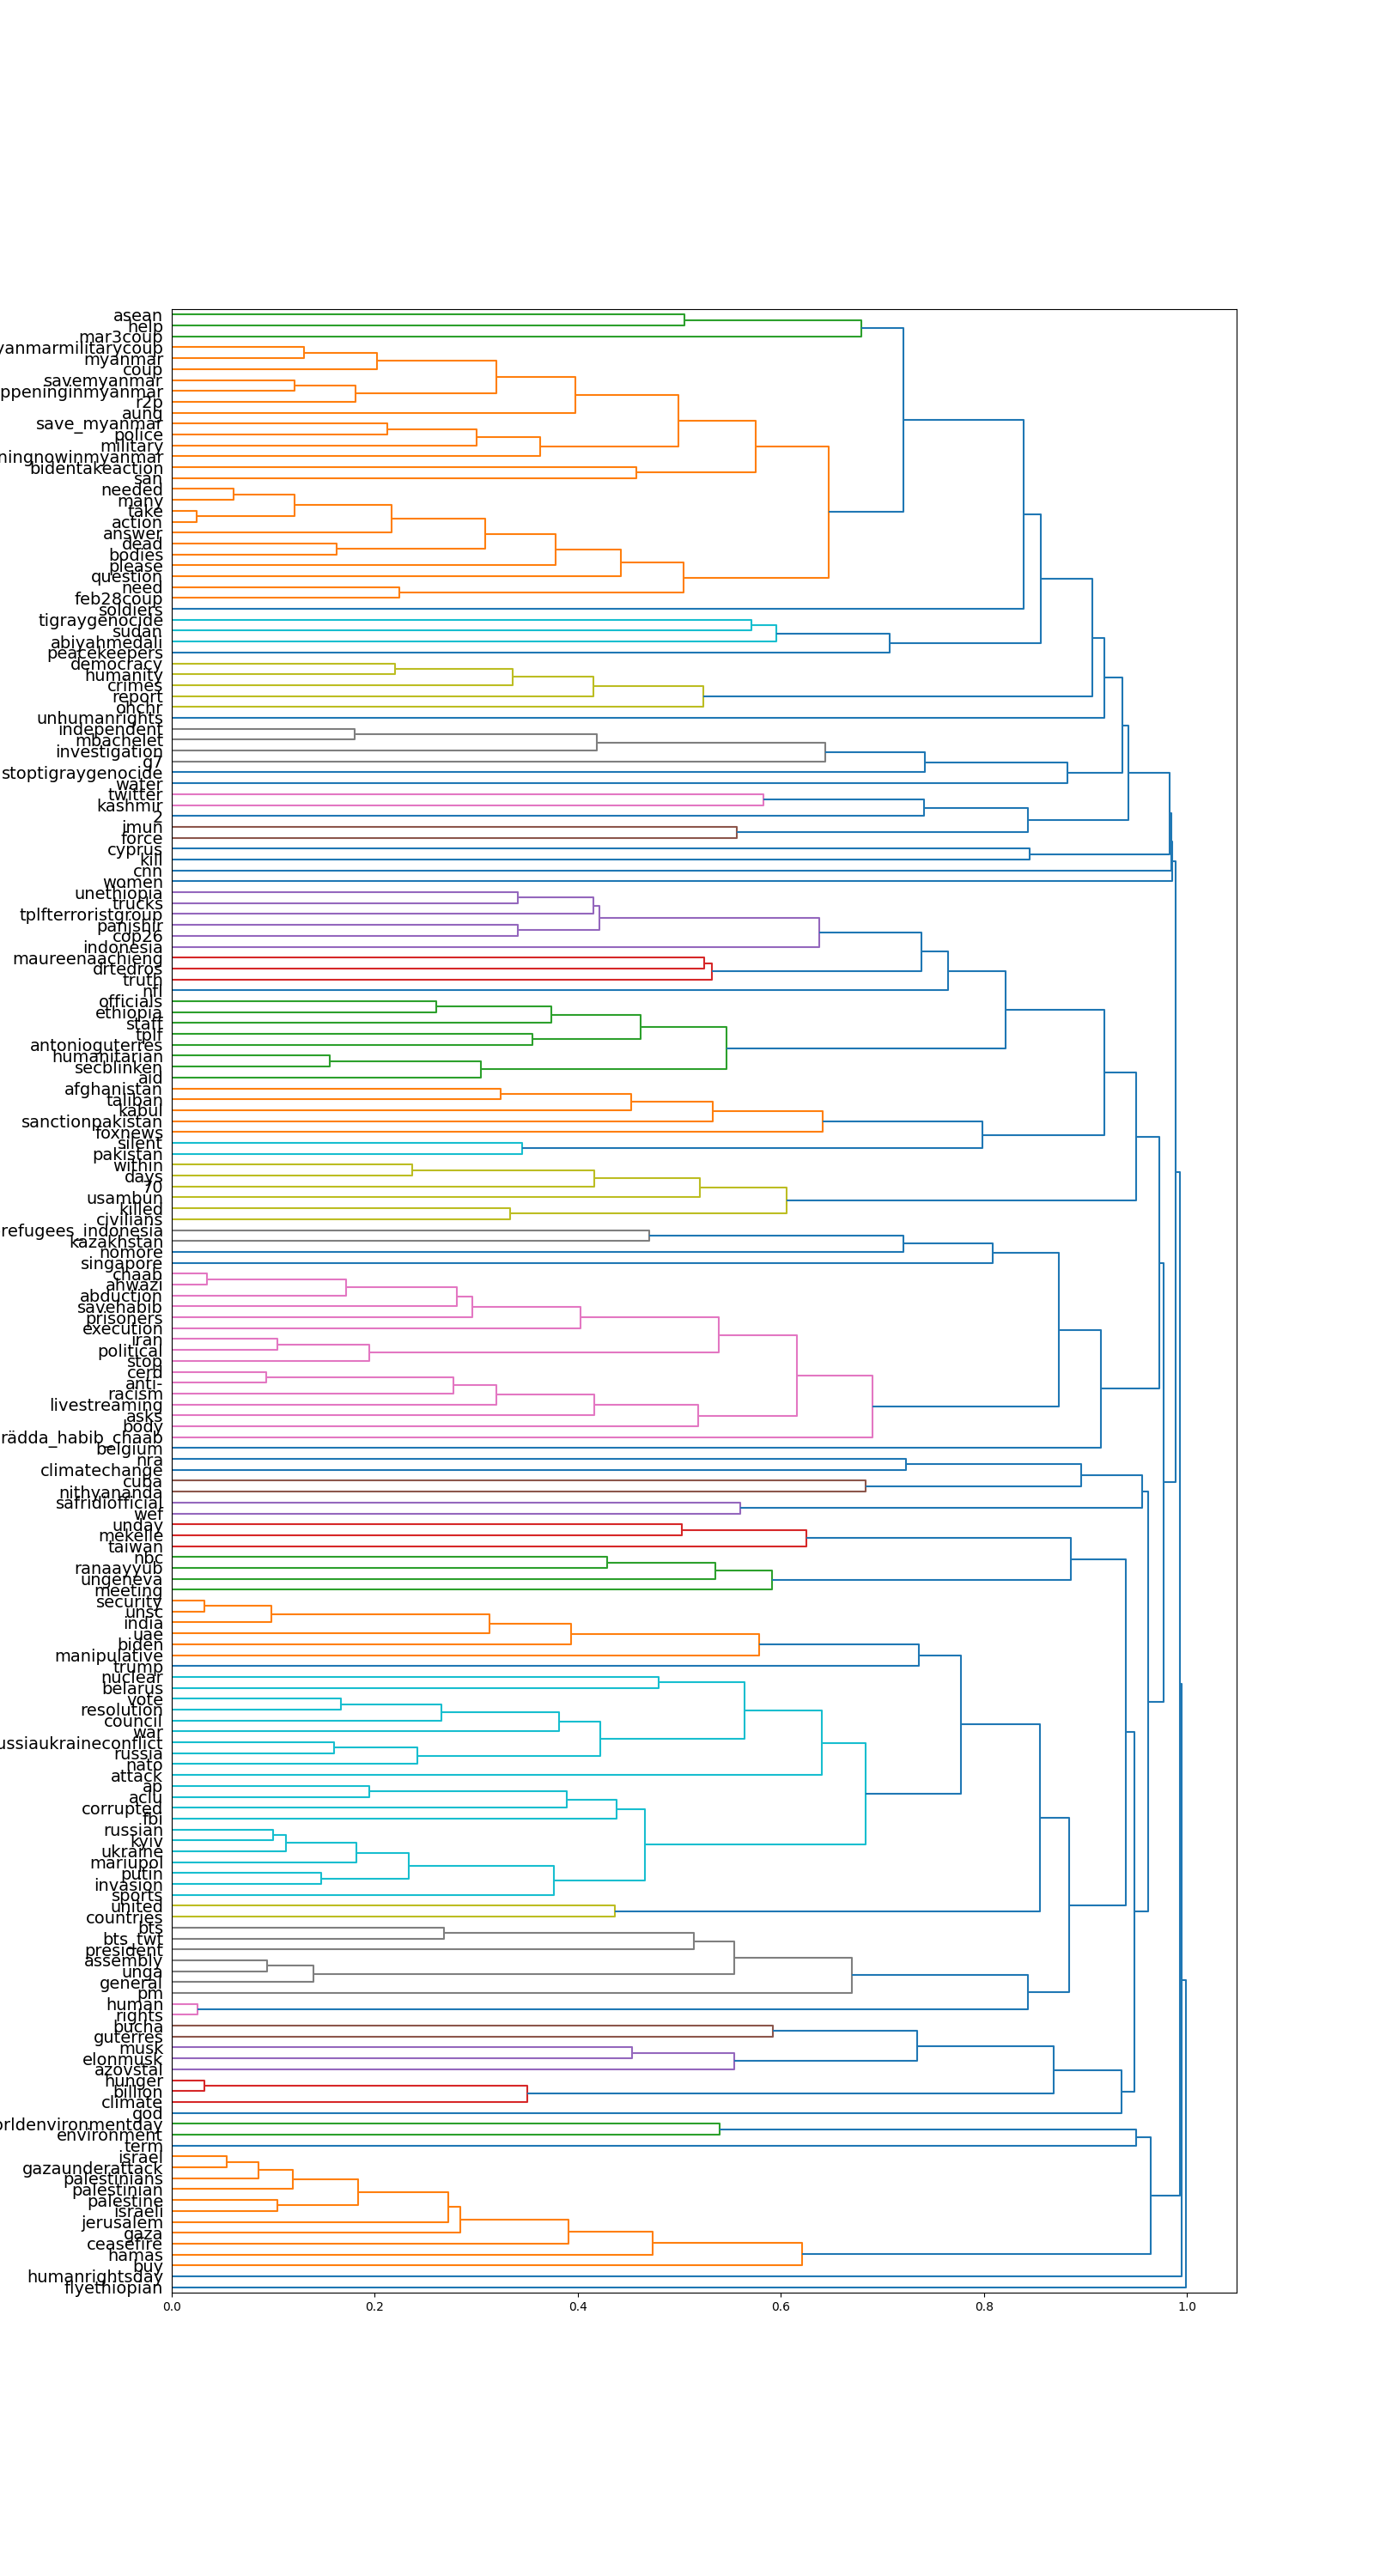 asean
help
mar3coup
yanmarmilitarycoup
myanmar
coup
savemyanmar
ppeninginmyanmar
r2p
aung
save_myanmar
police
military
ningnowinmyanmar
bidentakeaction
san
needed
many
take
action
answer
dead
bodies
please
question
need
feb28coup
soldiers
tigraygenocide
sudan
abiyahmedali
peacekeepers
democracy
humanity
crimes
report
ohchr
unhumanrights
independent
mbachelet
investigation
g7
stoptigraygenocide
water
twitter
kashmir
2
imun
force
cyprus
kill
cnn
women
unethiopia
trucks
tplfterroristgroup
panjshir
cop26
indonesia
maureenaachieng
drtedros
truth
nfl
officials
ethiopia
staff
tplf
antonioguterres
humanitarian
secblinken
aid
afghanistan
taliban
kabul
sanctionpakistan
foxnews
silent
pakistan
within
days
70
usambun
killed
civilians
refugees_indonesia
kazakhstan
nomore
singapore
chaab
ahwazi
abduction
savehabib
prisoners
execution
iran
political
stop
cerd
anti-
racism
livestreaming
asks
body
rädda_habib_chaab
belgium
nra
climatechange
cuba
nithyananda
safridiofficial
wef
unday
mekelle
taiwan
nbc
ranaayyub
ungeneva
meeting
security
unsc
india
uae
biden
manipulative
trump
nuclear
belarus
vote
resolution
council
war
ussiaukraineconflict
russia
nato
attack
ap
aclu
corrupted
fbi
russian
kyiv
ukraine
mariupol
putin
invasion
sports
united
countries
bts
bts_twt
president
assembly
unga
general
pm
human
rights
bucha
guterres
musk
elonmusk
azovstal
hunger
billion
climate
god
orldenvironmentday
environment
term
israel
gazaunderattack
palestinians
palestinian
palestine
israeli
jerusalem
gaza
ceasefire
hamas
buy
humanrightsday
flyethiopian
0.0 0.2 0.4 0.6 0.8 1.0